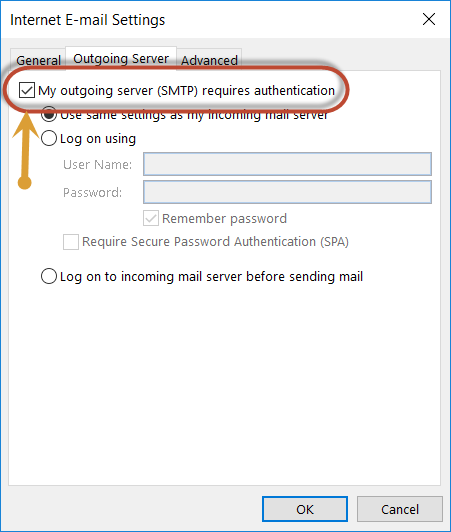 Internet E-mail Settings
General Outgoing Server Advanced
My outgoing server (SMTP) requires authentication
Use same settings as my incoming mail server
Log on using
User Name:
Password:
Remember password
Require Secure Password Authentication (SPA)
Log on to incoming mail server before sending mail
OK Cancel